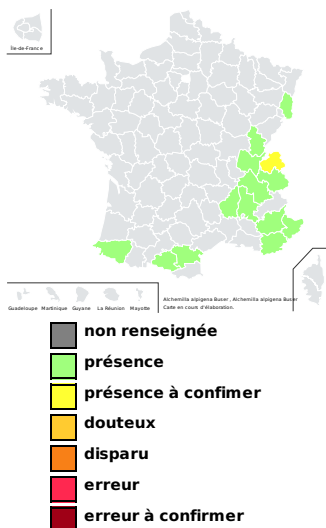 Île-de-France
Guadeloupe Martinique Guyane La Réunion Mayotte
Alchemilla alpigena Buser , Alchemilla alpigena Buser
Carte en cours d'élaboration.
non renseignée
présence
présence à confimer
douteux
disparu
erreur
erreur à confirmer